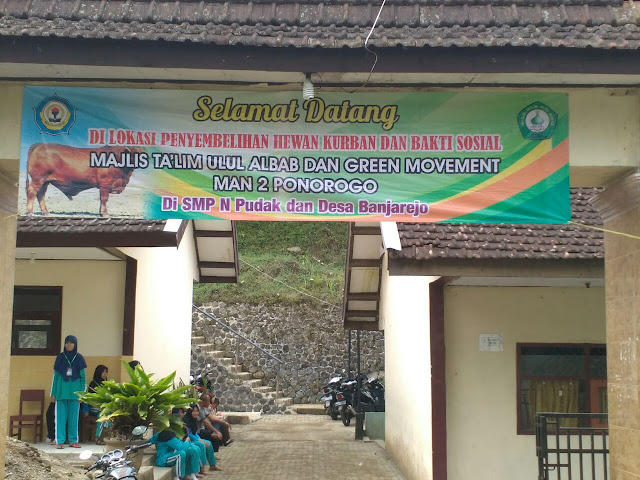 Selamat Datang
DI LOKASI PENYEMBELIHAN HEWAN KURBAN DAN BAKTI SOSIAL
MAJLIS TA'LIM ULUL ALBAB DAN GREEN MOVEMENT
MAN 2 PONOROGO
Di SMP N Pudak dan Desa Banjarejo